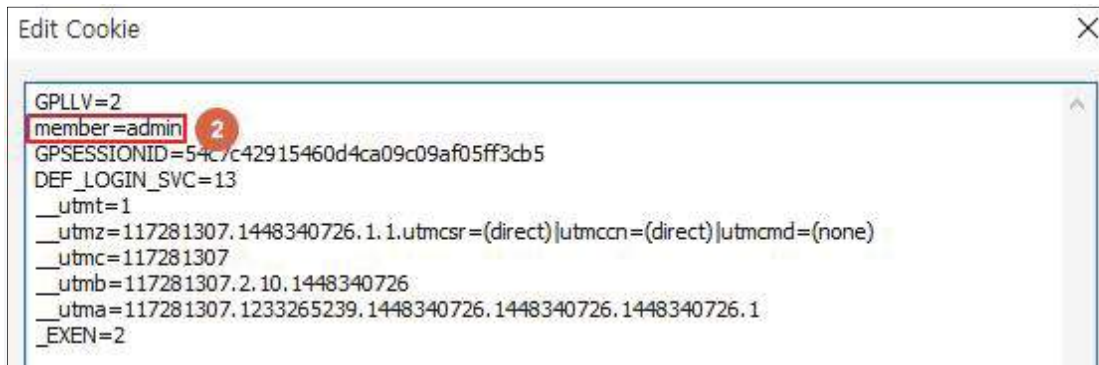 Edit Cookie
GPLLV=2
member=admin 2
GPSESSIONID=54c7c42915460d4ca09c09af05ff3cb5
DEF_LOGIN_SVC=13
__utmt=1
__utmz=117281307.1448340726.1.1.utmcsr=(direct)|utmccn=(direct)|utmcmd=(none)
__utmc=117281307
__utmb=117281307.2.10.1448340726
__utma=117281307.1233265239.1448340726.1448340726.1448340726.1
_EXEN=2